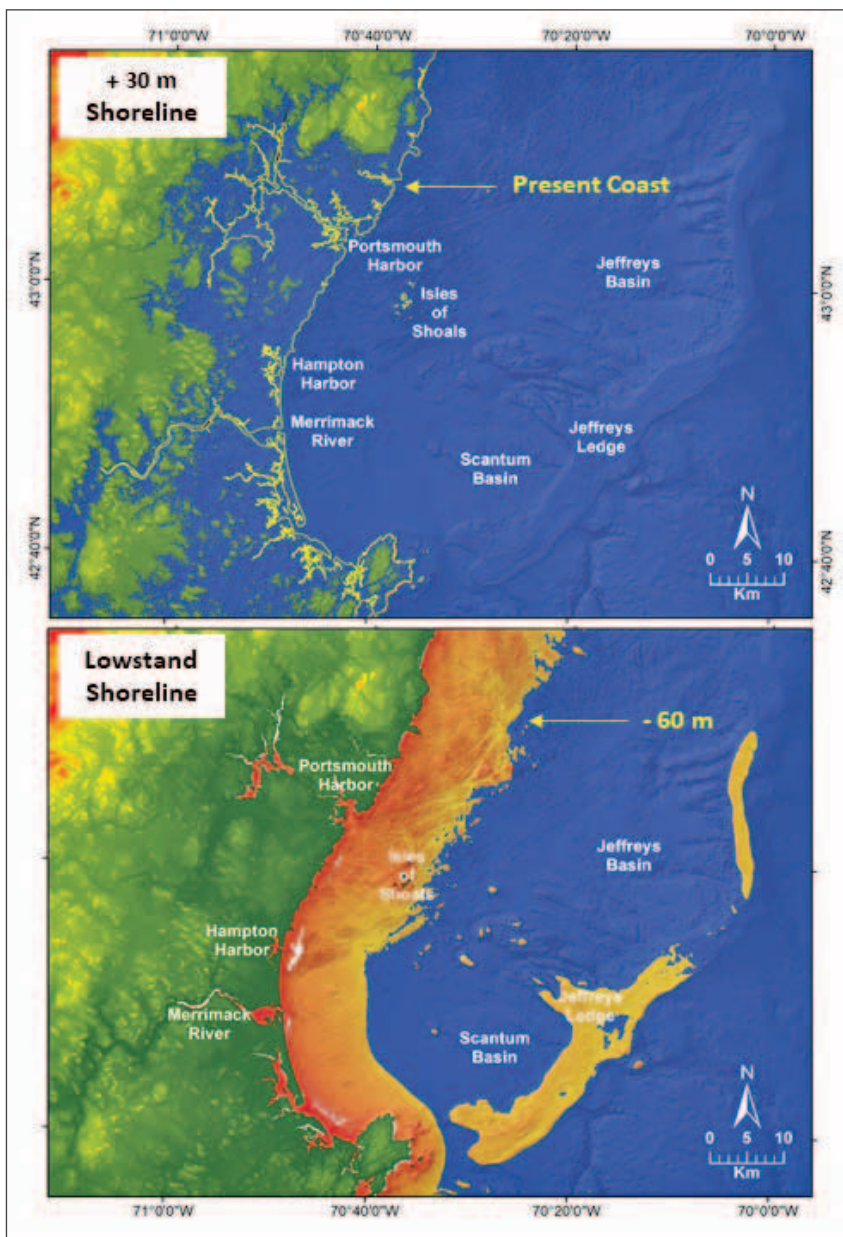 71°0'0"W
70°40'0"W
70°20'0"W
70°0'0"W
+ 30 m
Shoreline
Present Coast
Portsmouth
Harbor
Jeffreys
Basin
43°0'0"N
43°0'0"N
Isles
of
Shoals
Hampton
Harbor
Merrimack
River
Jeffreys
Ledge
Scantum
Basin
N
42°40'0"N
42°40'0"N
0 5 10
Km
Lowstand
Shoreline
- 60 m
Portsmouth
Harbor
Jeffreys
Basin
Isles
of
Shoals
Hampton
Harbor
Merrimack
River
Jeffreys
Ledge
Scantum
Basin
N
0 5 10
Km
71°0'0"W
70°40'0"W
70°20'0"W
70°0'0"W